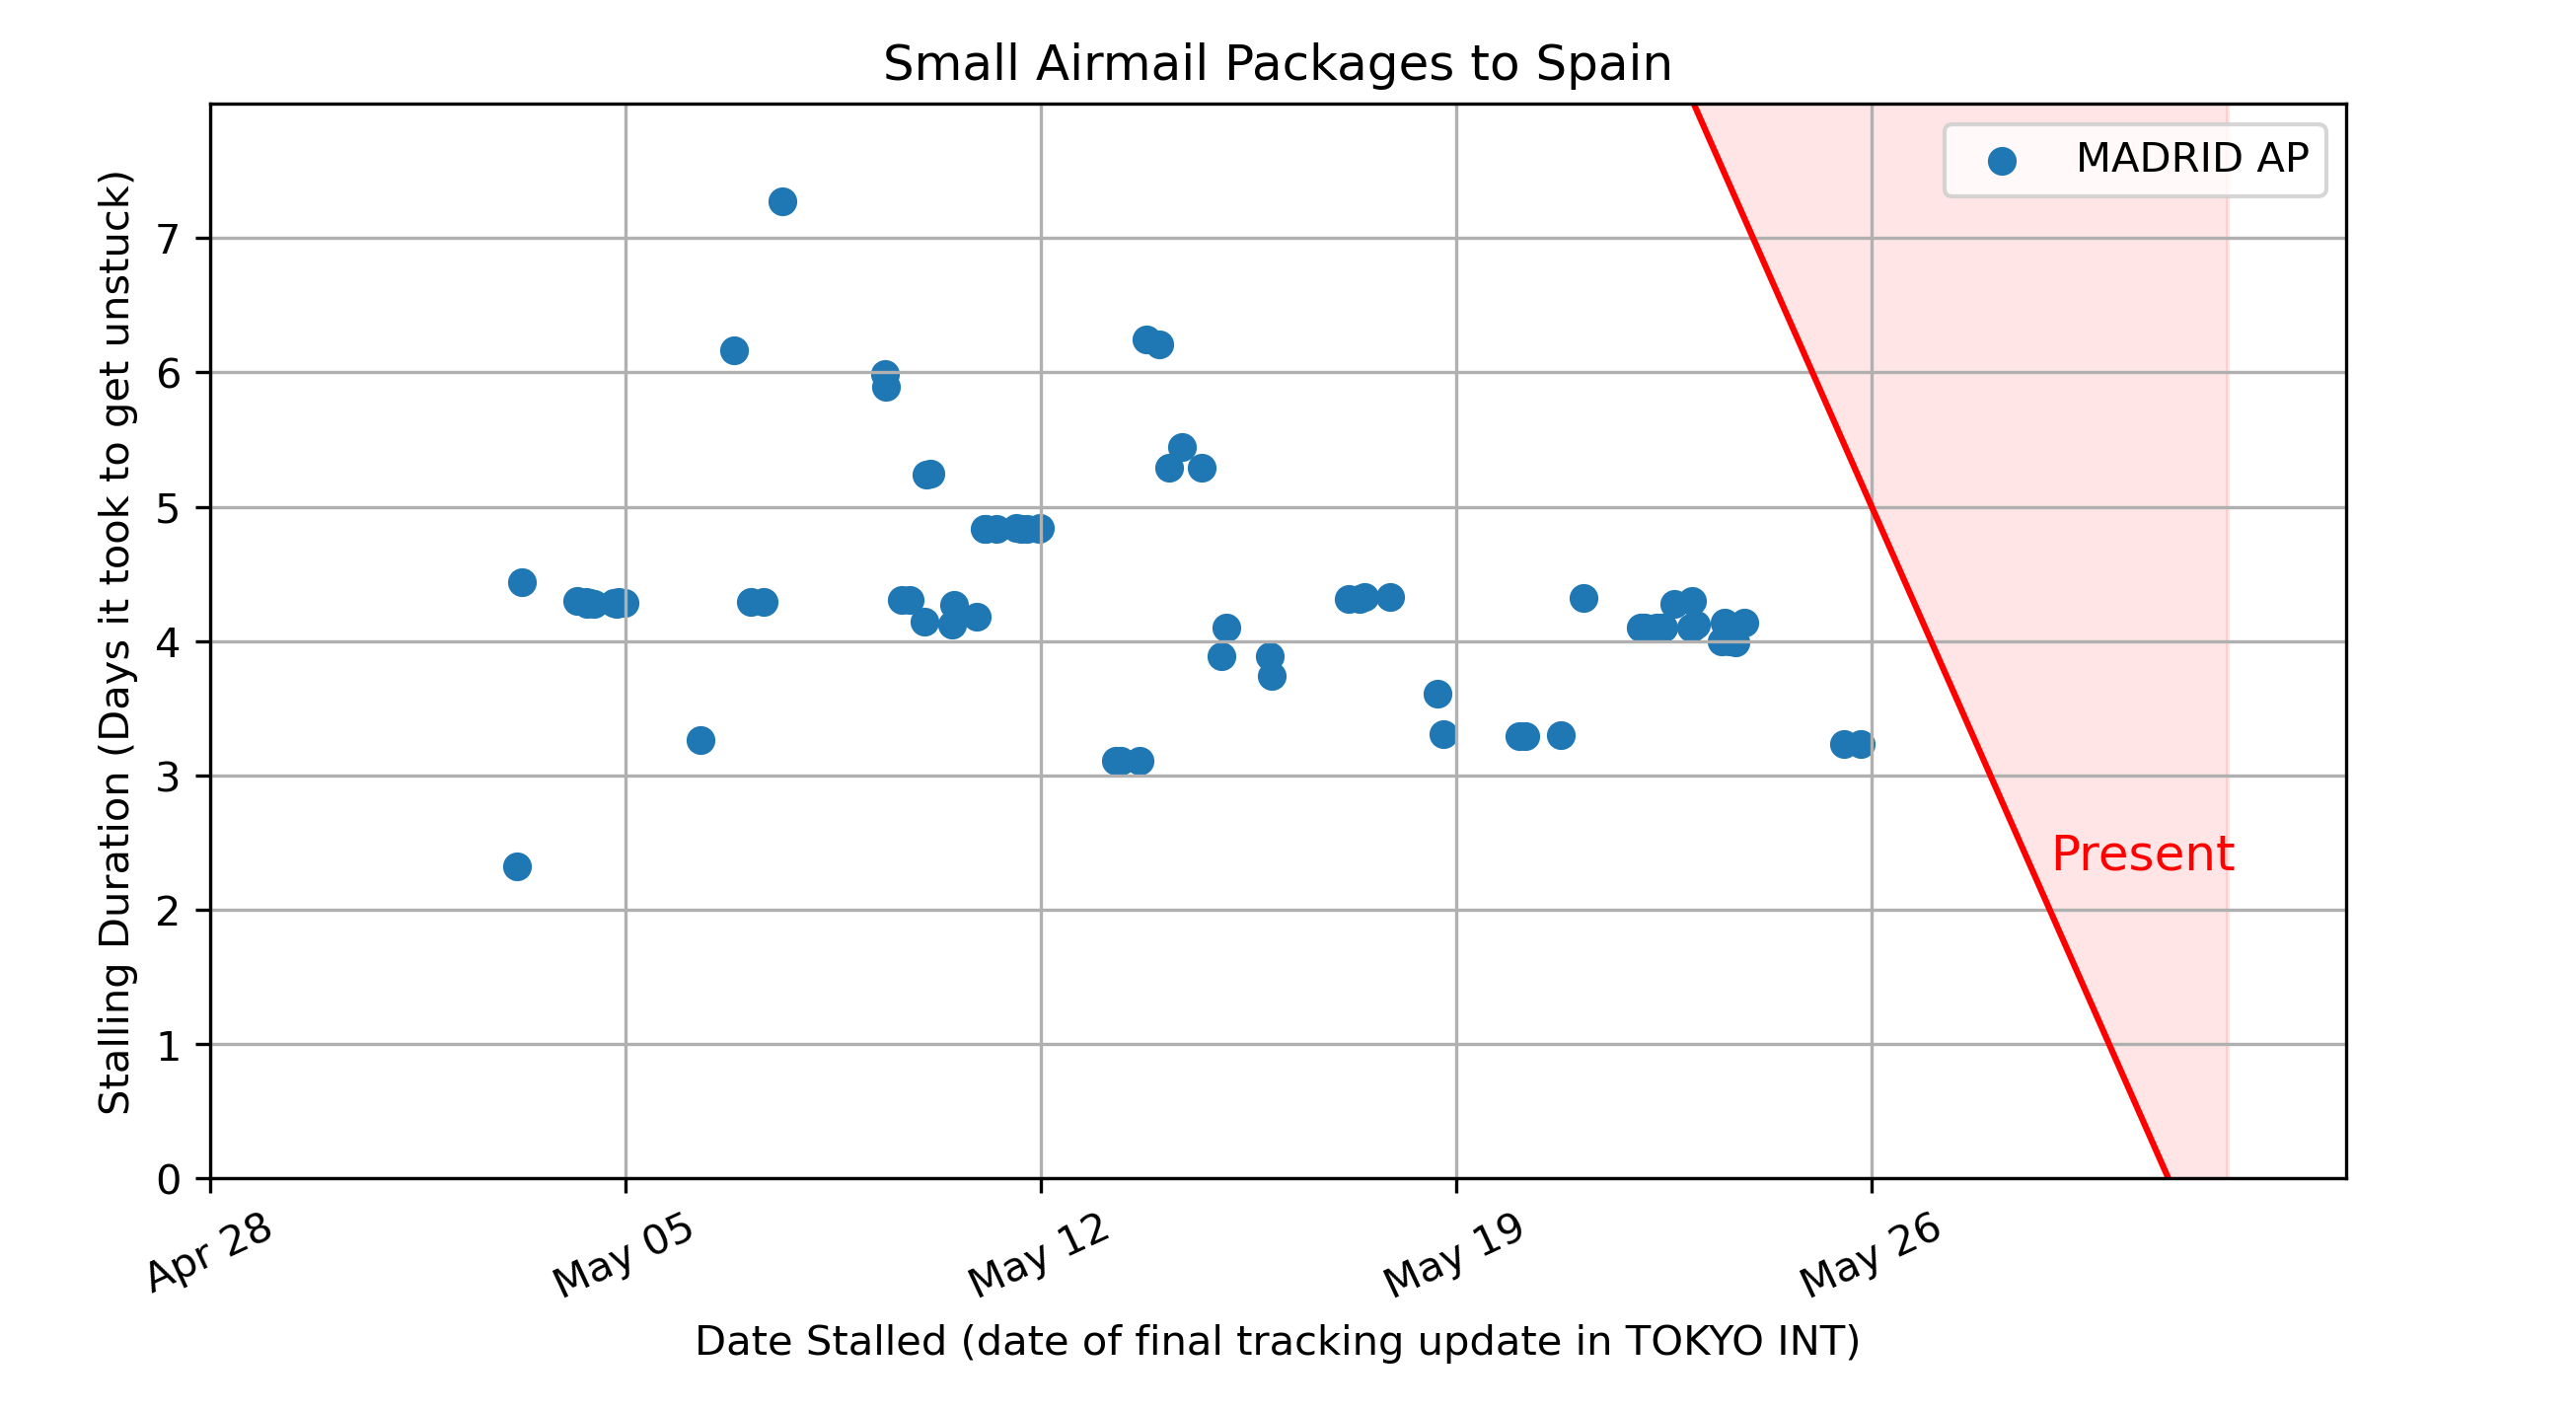 Small Airmail Packages to Spain
MADRID AP
Stalling Duration (Days it took to get unstuck)
7
6
5
4
3
2
1
0
Present
Apr 28
May 05
May 12
May 19
May 26
Date Stalled (date of final tracking update in TOKYO INT)